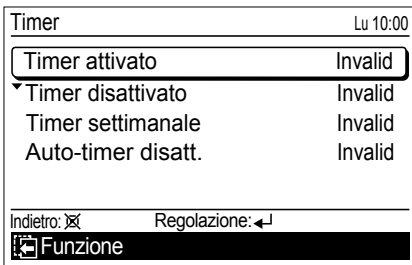 Timer Lu 10:00
Timer attivato Invalid
Timer disattivato Invalid
Timer settimanale Invalid
Auto-timer disatt. Invalid
Indietro: Regolazione:
Funzione